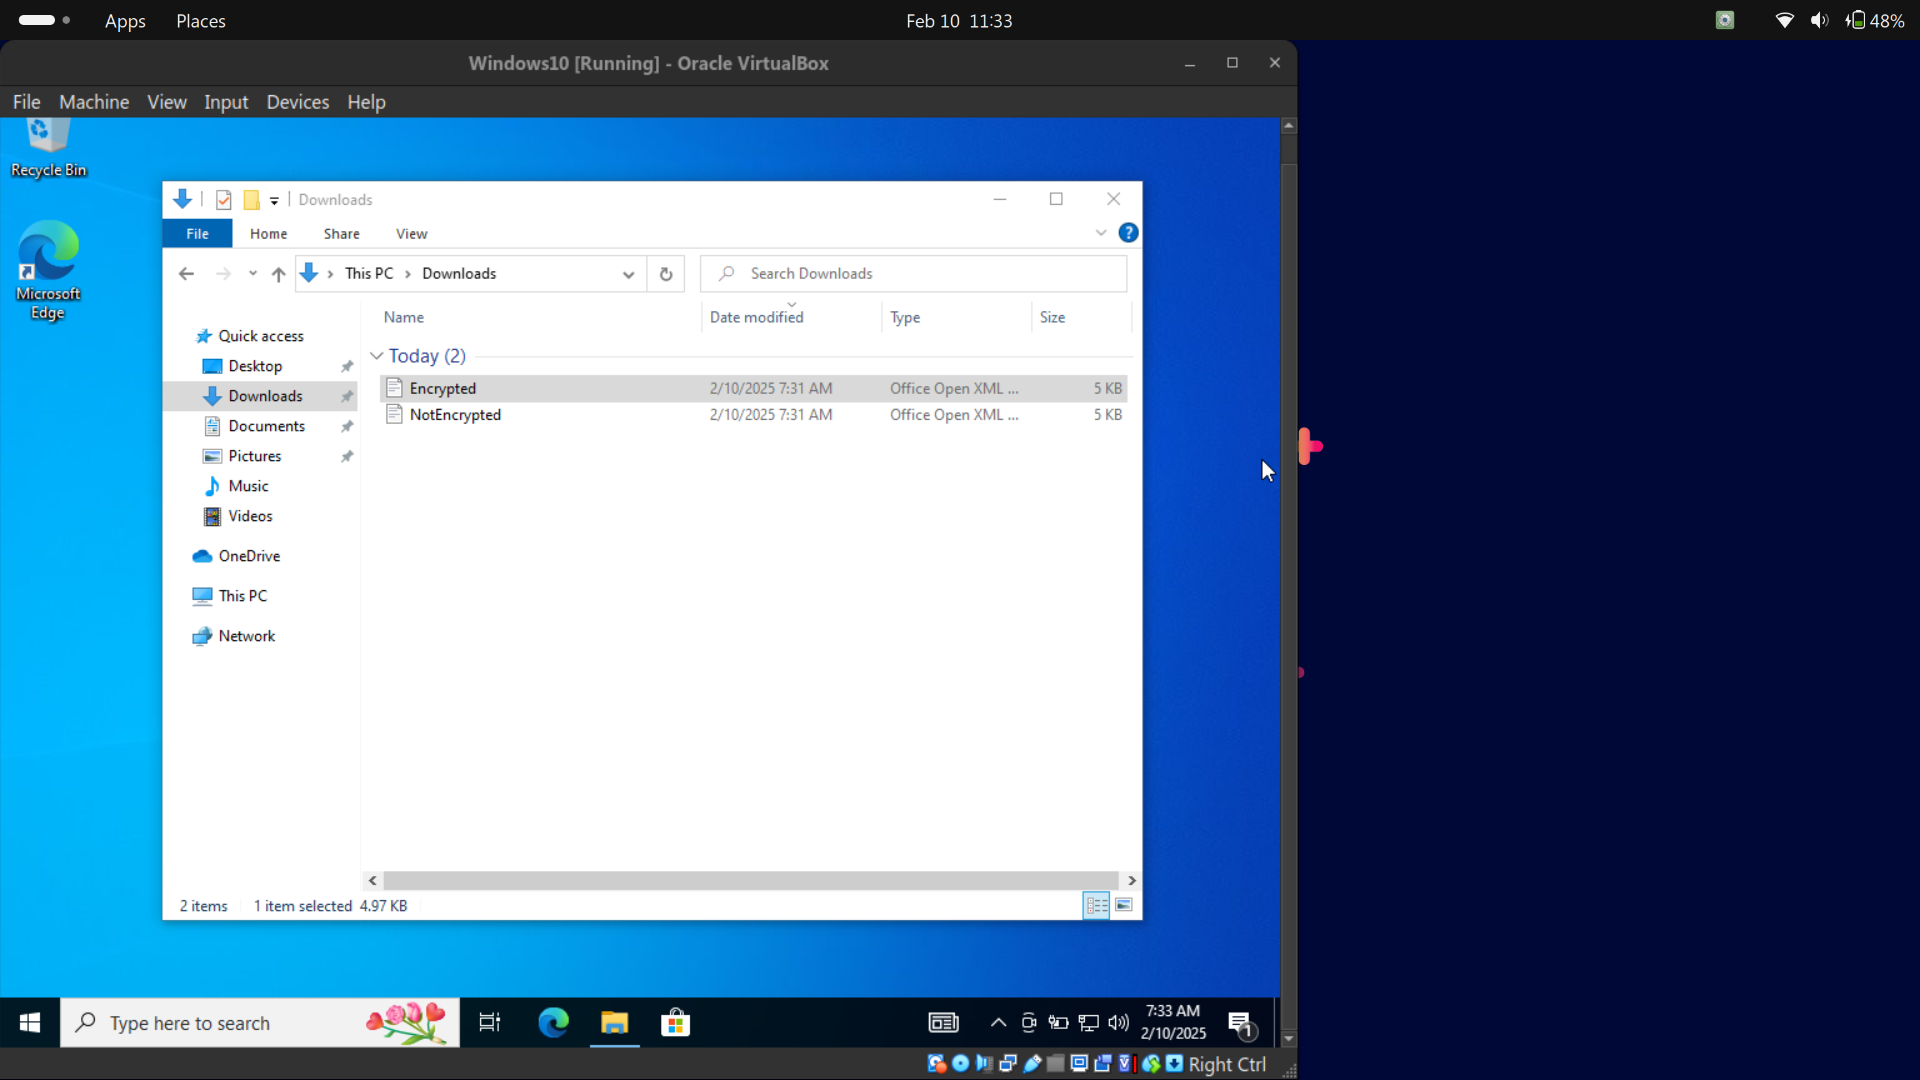 Apps Places Feb 10 11:33 48%
Windows10 [Running] - Oracle VirtualBox
File Machine View Input Devices Help
Recycle Bin
Downloads
File Home Share View ?
This PC Downloads Search Downloads
Microsoft
Edge
Name Date modified Type Size
Quick access
Today (2)
Desktop
Encrypted 2/10/2025 7:31 AM Office Open XML ... 5 KB
Downloads
NotEncrypted 2/10/2025 7:31 AM Office Open XML ... 5 KB
Documents
Pictures
Music
Videos
OneDrive
This PC
Network
2 items 1 item selected 4.97 KB
Type here to search
7:33 AM
2/10/2025
1
Right Ctrl